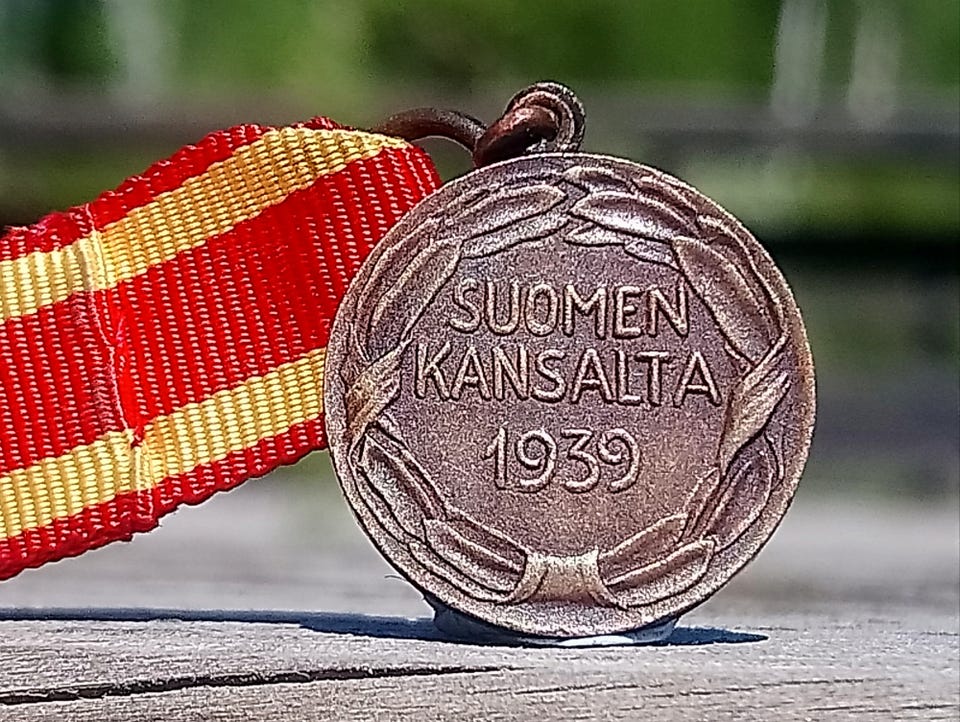 SUOMEN
KANSALTA
1939